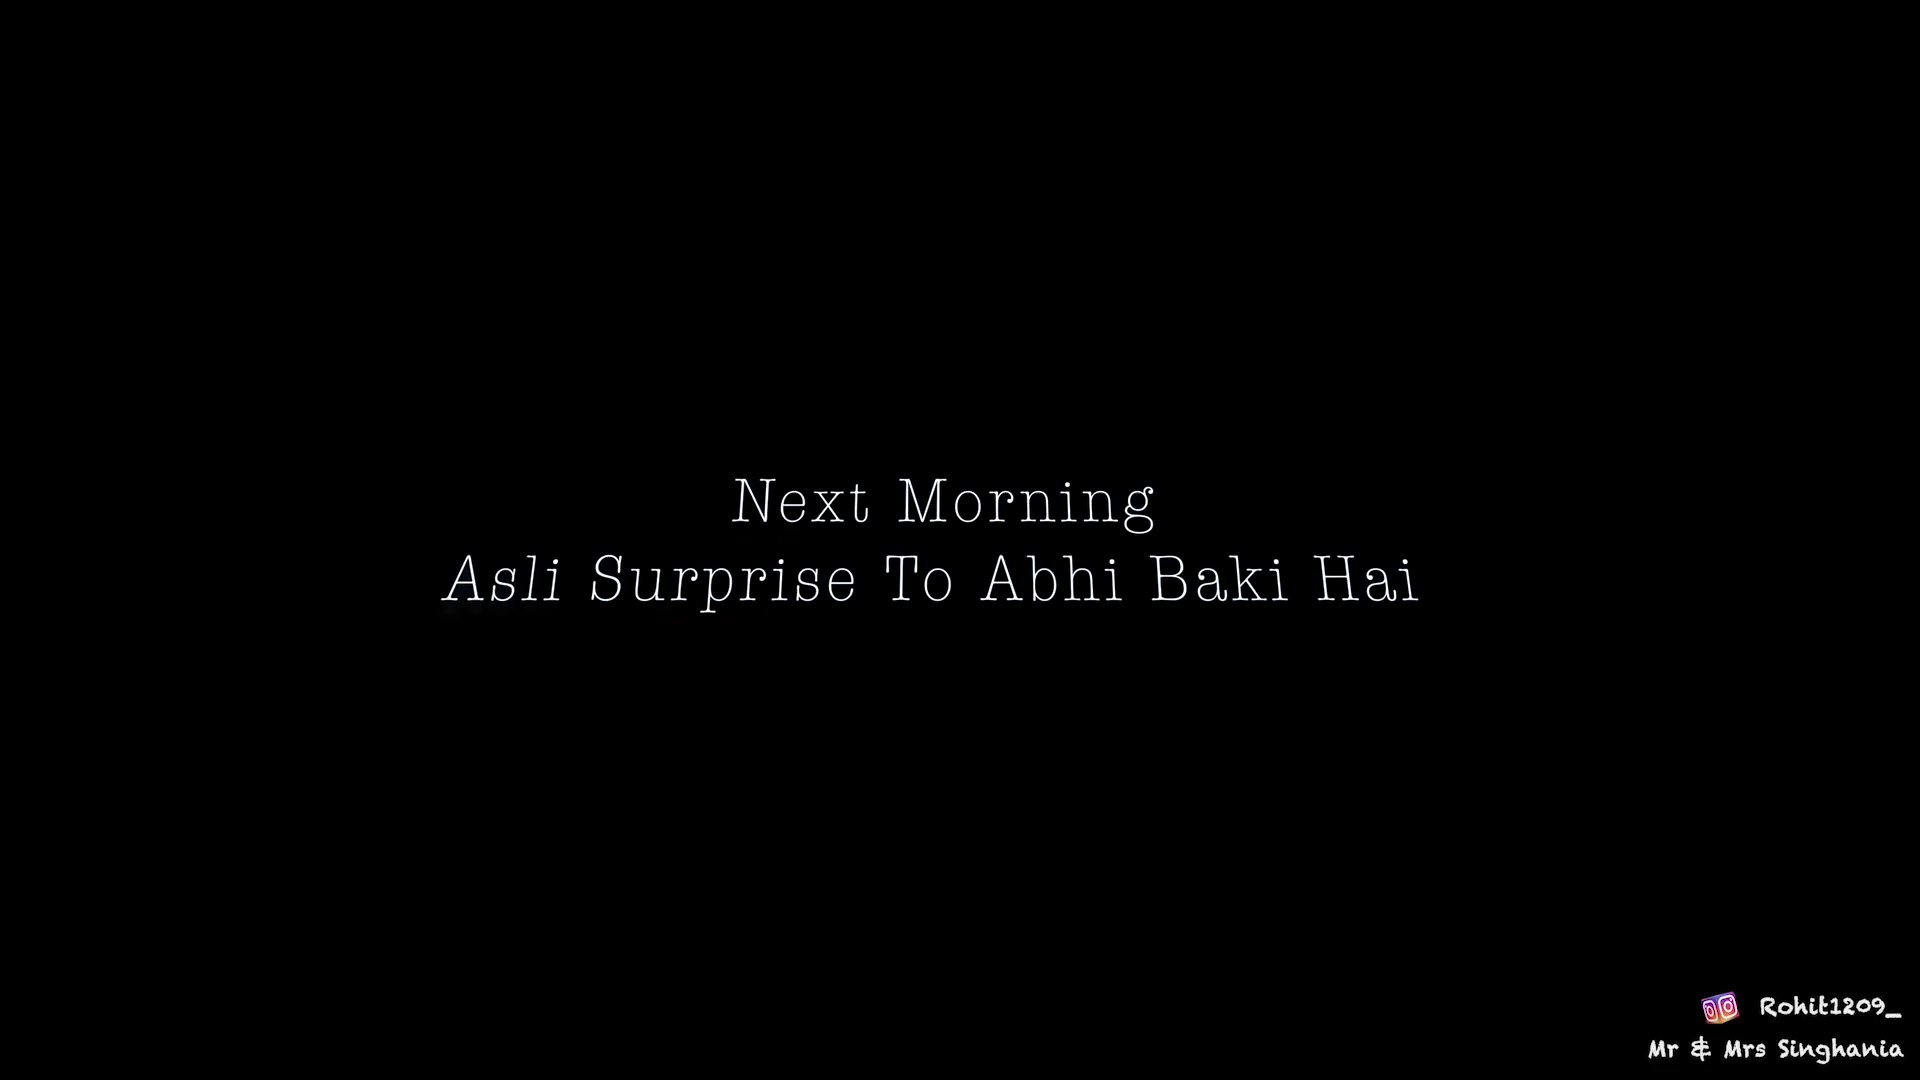 Next Morning
Asli Surprise To Abhi Baki Hai
Rohit1209_
Mr & Mrs Singhania